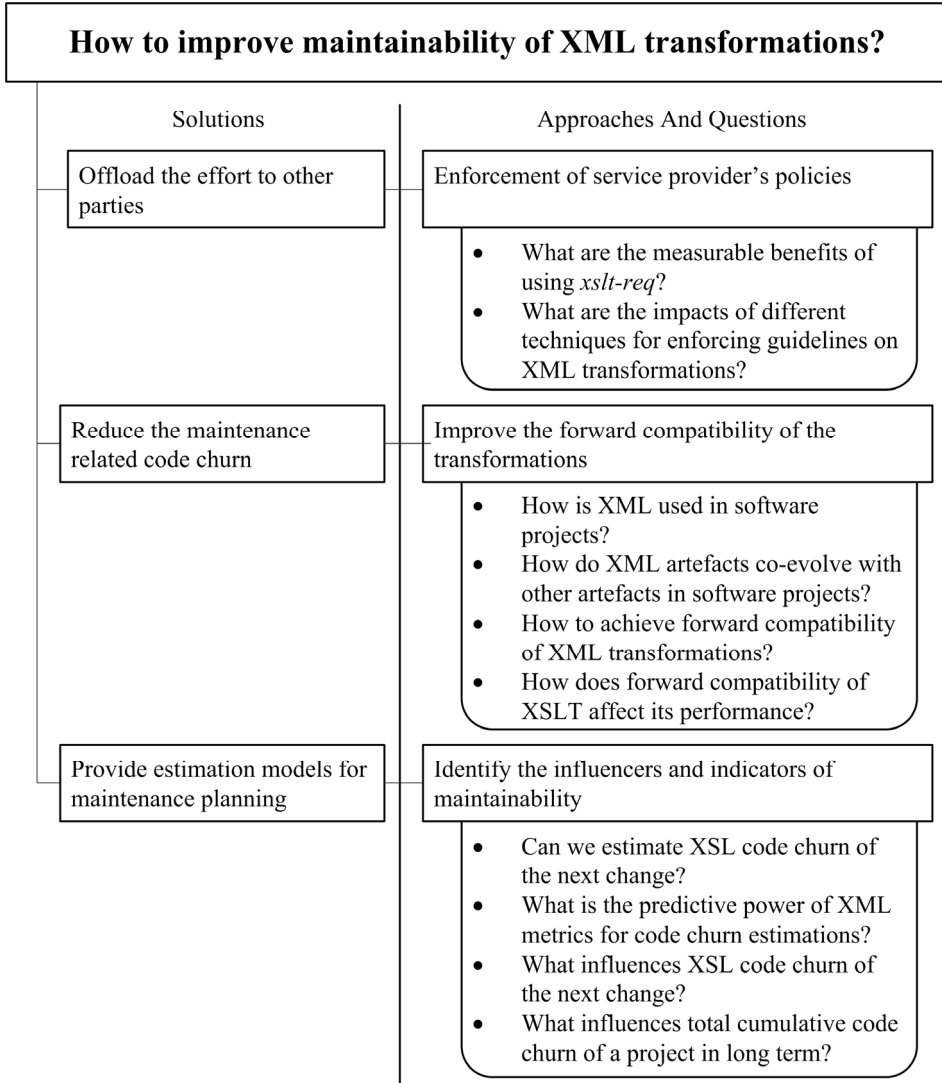 How to improve maintainability of XML transformations?
Solutions
Approaches And Questions
Offload the effort to other
parties
Enforcement of service provider's policies
• What are the measurable benefits of
using xslt-req?
• What are the impacts of different
techniques for enforcing guidelines on
XML transformations?
Reduce the maintenance
related code churn
Improve the forward compatibility of the
transformations
• How is XML used in software
projects?
• How do XML artefacts co-evolve with
other artefacts in software projects?
• How to achieve forward compatibility
of XML transformations?
• How does forward compatibility of
XSLT affect its performance?
Provide estimation models for
maintenance planning
Identify the influencers and indicators of
maintainability
• Can we estimate XSL code churn of
the next change?
• What is the predictive power of XML
metrics for code churn estimations?
• What influences XSL code churn of
the next change?
• What influences total cumulative code
churn of a project in long term?